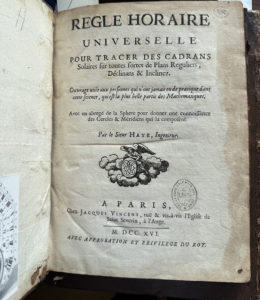 REGLE HORAIRE
UNIVERSELLE
POUR TRACER DES CADRANS
Solaires sur toutes sortes de Plans Reguliers,
Déclinans & Inclinez.
Ouvrage utile aux personnes qui n'ont jamais eu de pratique dans
cette science, qui est la plus belle partie des Mathematiques.
Avec un abregé de la Sphere pour donner une connoissance
des Cercles & Méridiens qui la composent.
Par le Sieur HAYE, Ingenieur.
A PARIS,
Chez JACQUES VINCENT, ruë & vis-à-vis l'Eglise de
Saint Severin, à l'Ange.
M. DCC. XVI.
AVEC APPROBATION ET PRIVILEGE DU ROY.